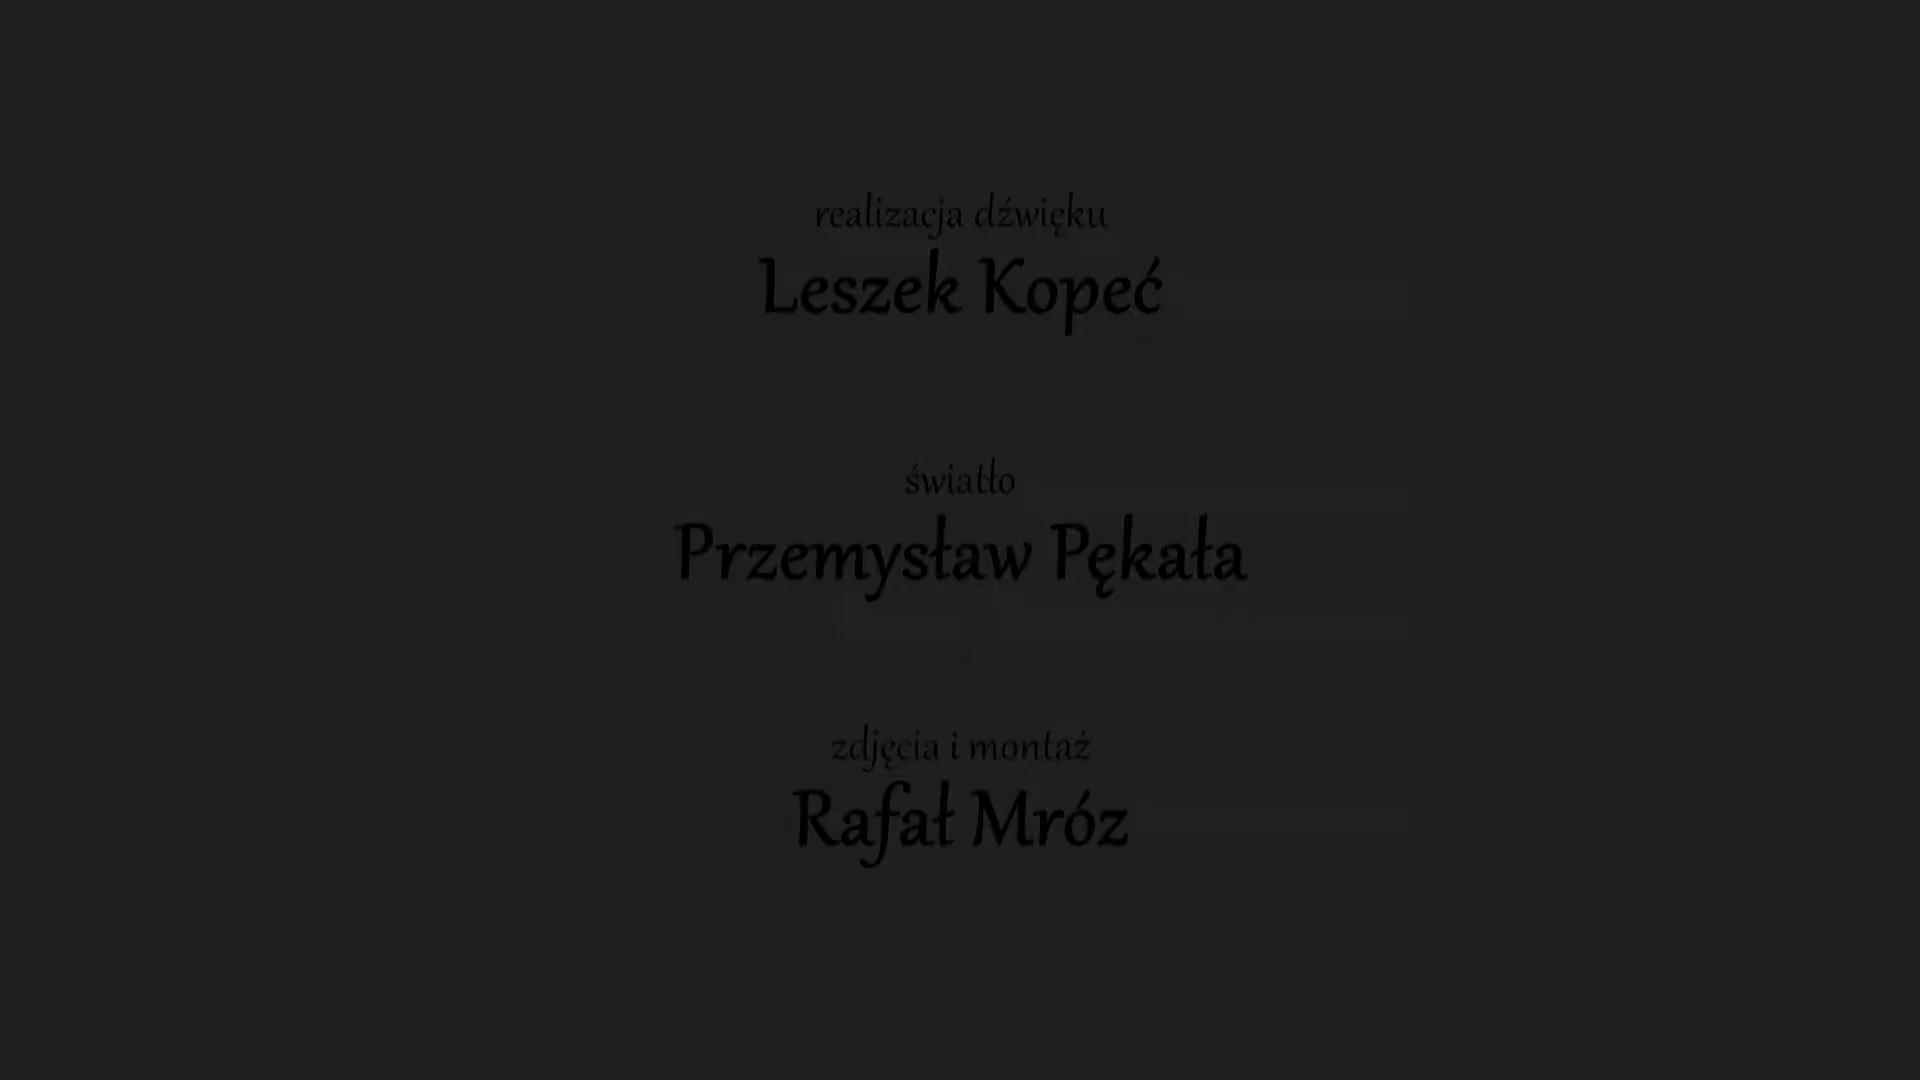 realizacja dźwięku
Leszek Kopeć
światło
Przemysław Pękała
zdjęcia i montaż
Rafał Mróz